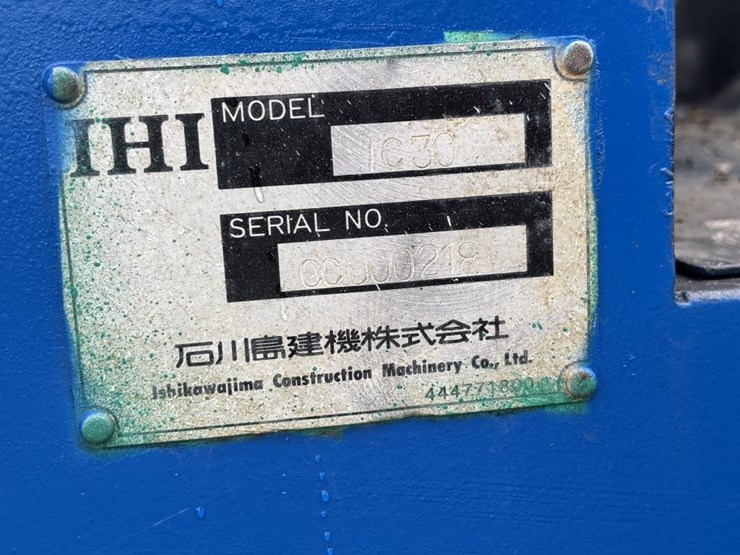 IHI
MODEL
IC30
SERIAL NO.
石川島建機株式会社
Ishikawajima Construction Machinery Co., Ltd.